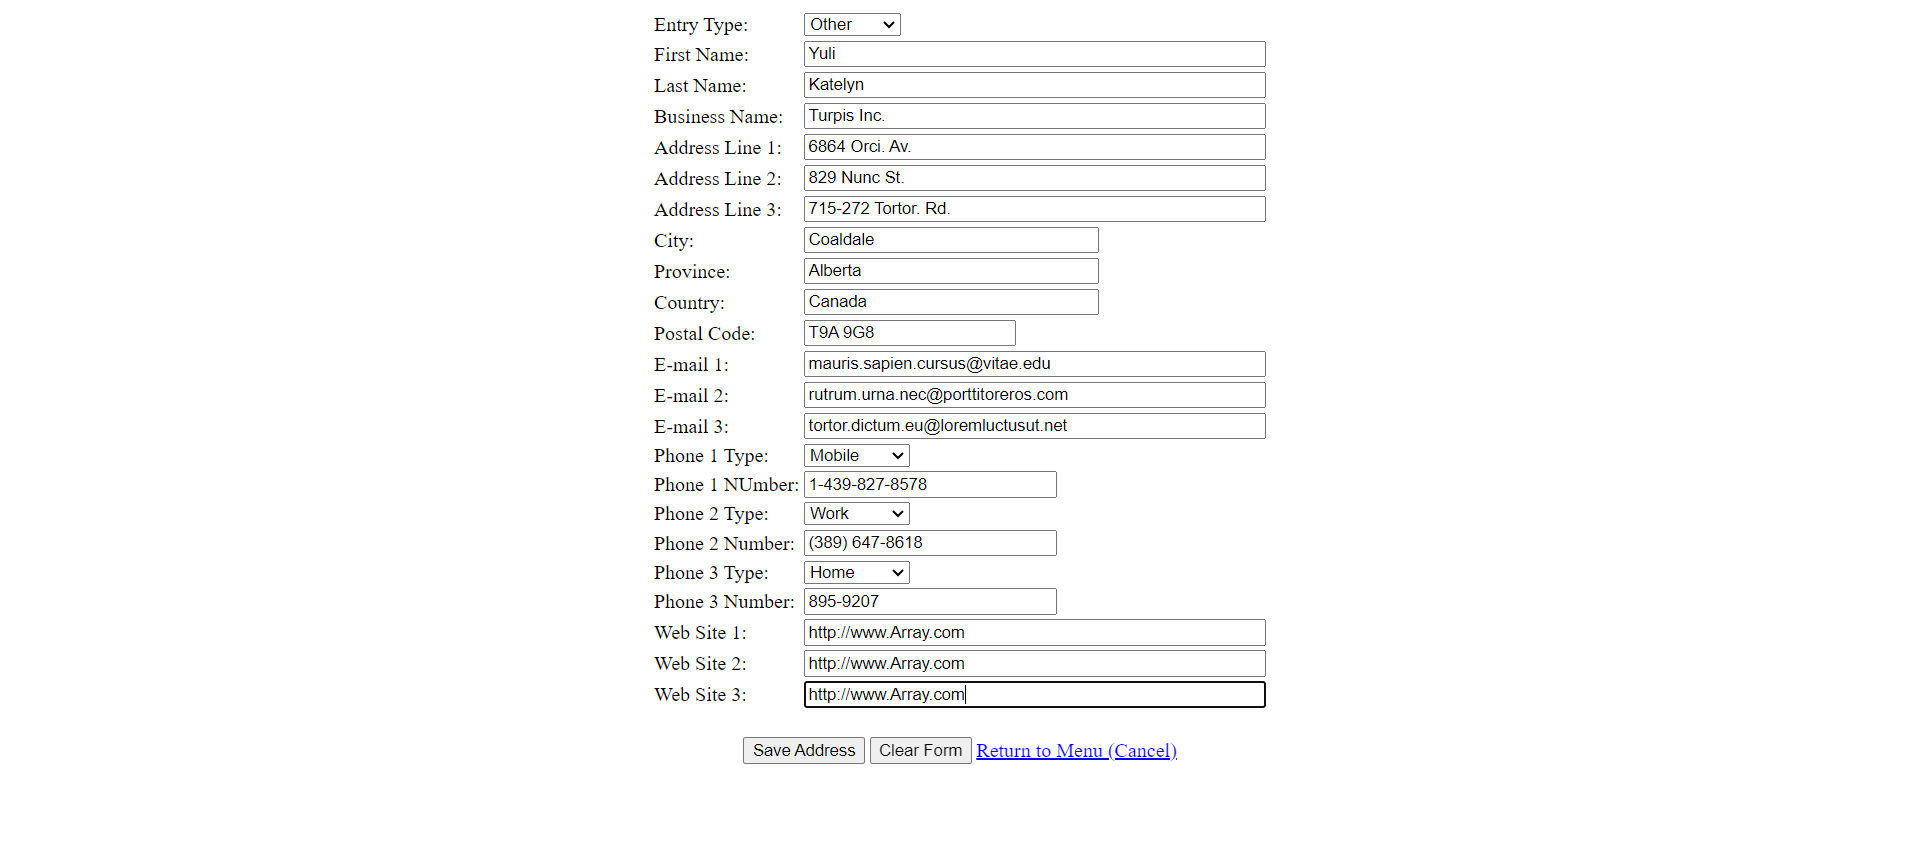 Entry Type: Other
First Name: Yuli
Last Name: Katelyn
Business Name: Turpis Inc.
Address Line 1: 6864 Orci. Av.
Address Line 2: 829 Nunc St.
Address Line 3: 715-272 Tortor. Rd.
City: Coaldale
Province: Alberta
Country: Canada
Postal Code: T9A 9G8
E-mail 1: mauris.sapien.cursus@vitae.edu
E-mail 2: rutrum.urna.nec@porttitoreros.com
E-mail 3: tortor.dictum.eu@loremluctusut.net
Phone 1 Type: Mobile
Phone 1 NUmber: 1-439-827-8578
Phone 2 Type: Work
Phone 2 Number: (389) 647-8618
Phone 3 Type: Home
Phone 3 Number: 895-9207
Web Site 1: http://www.Array.com
Web Site 2: http://www.Array.com
Web Site 3: http://www.Array.com
Save Address Clear Form Return to Menu (Cancel)